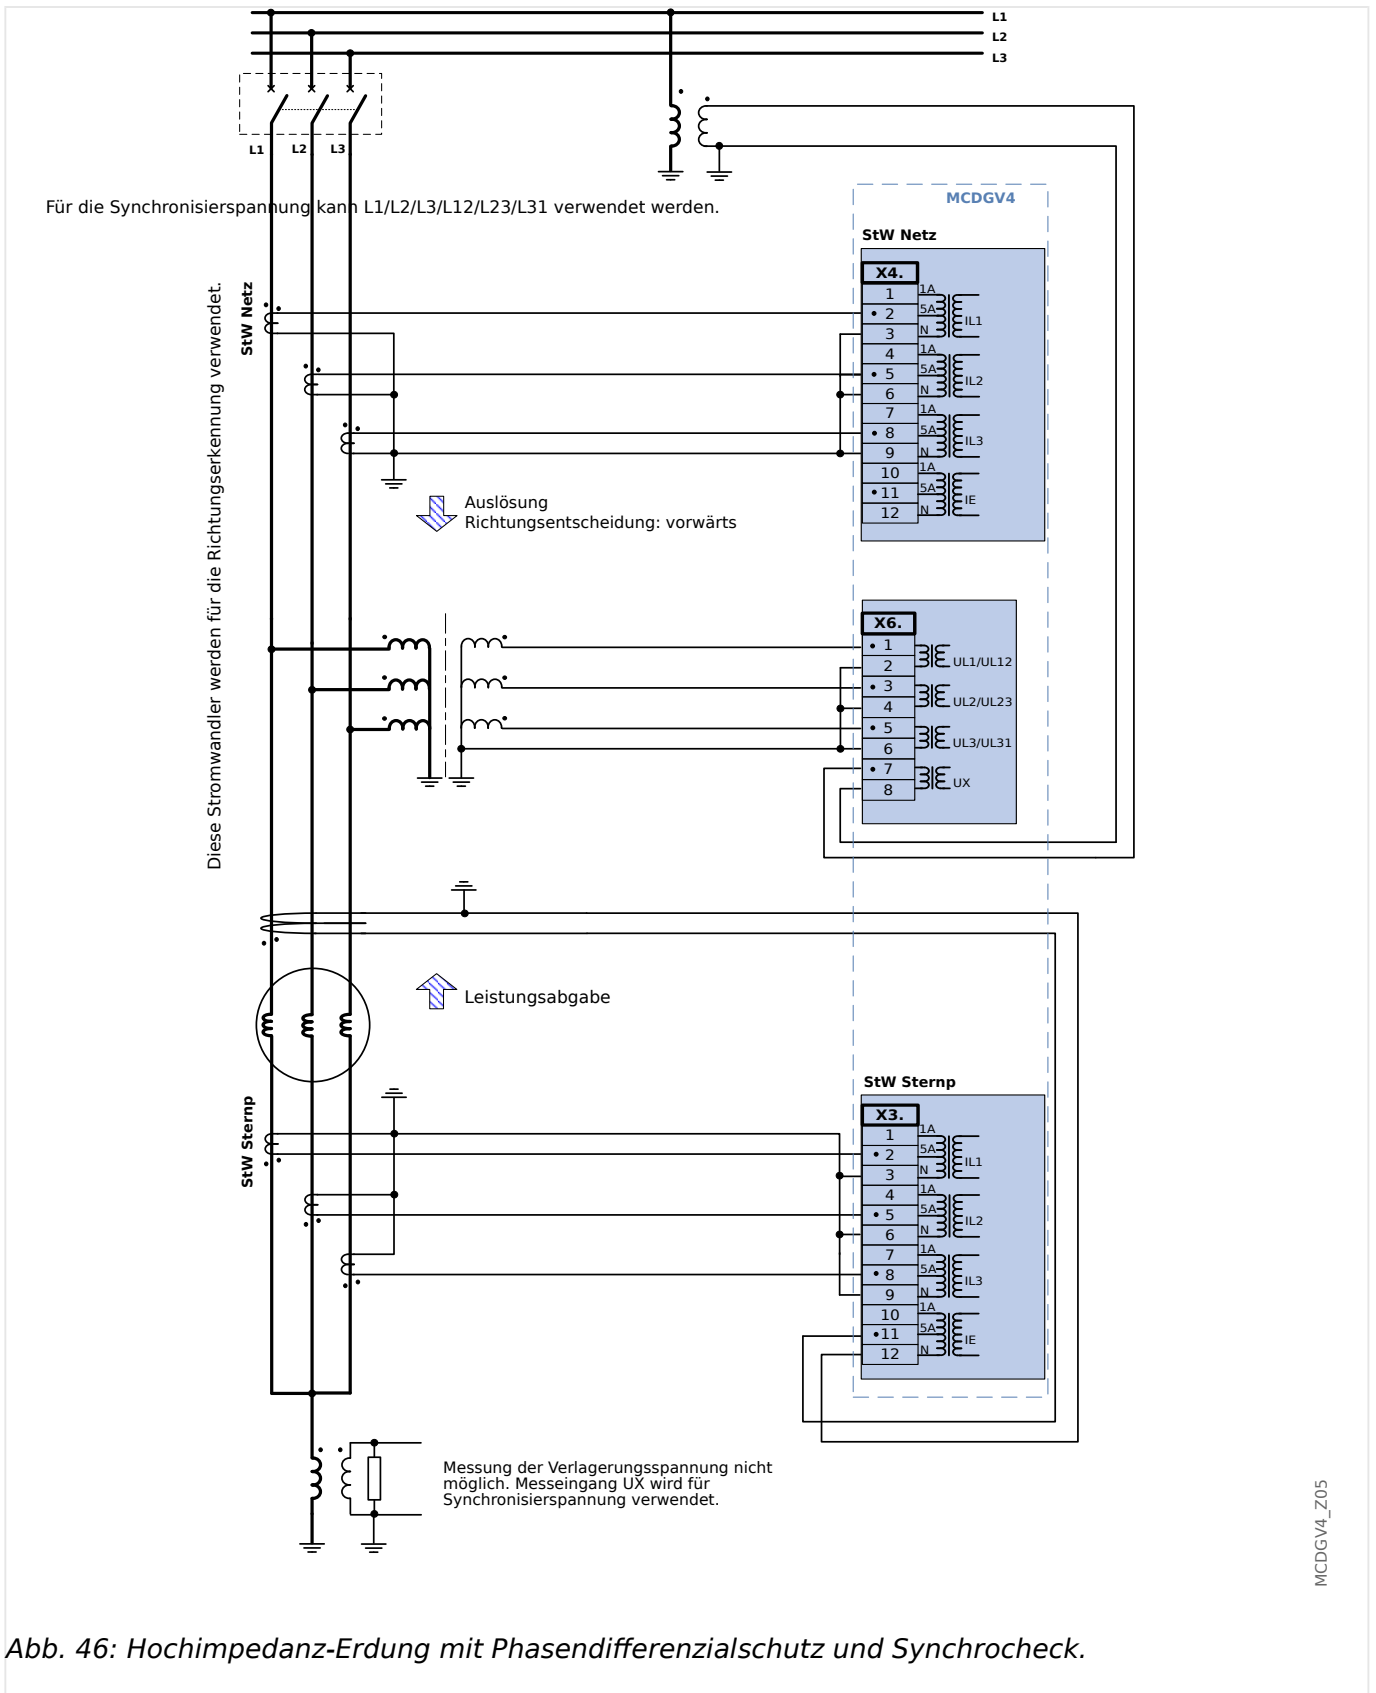 L1
L2
L3
L1 L2 L3
Für die Synchronisierspannung kann L1/L2/L3/L12/L23/L31 verwendet werden.
MCDGV4
StW Netz
X4.
1 1A
2 5A IL1
3 N
4 1A
5 5A IL2
6 N
7 1A
8 5A IL3
9 N
10 1A
11 5A IE
12 N
StW Netz
Diese Stromwandler werden für die Richtungserkennung verwendet.
Auslösung
Richtungsentscheidung: vorwärts
X6.
1
2 UL1/UL12
3
4 UL2/UL23
5
6 UL3/UL31
7
8 UX
Leistungsabgabe
StW Sternp
StW Sternp
X3.
1 1A
2 5A IL1
3 N
4 1A
5 5A IL2
6 N
7 1A
8 5A IL3
9 N
10 1A
11 5A IE
12 N
Messung der Verlagerungsspannung nicht
möglich. Messeingang UX wird für
Synchronisierspannung verwendet.
MCDGV4_Z05
Abb. 46: Hochimpedanz-Erdung mit Phasendifferenzialschutz und Synchrocheck.